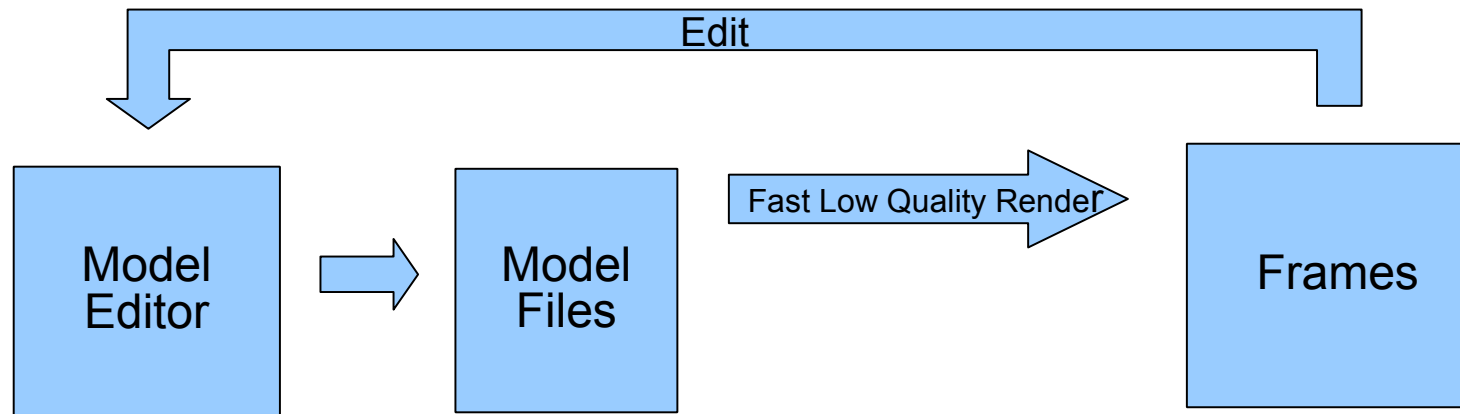 Edit
Model
Editor
Model
Files
Fast Low Quality Render
Frames